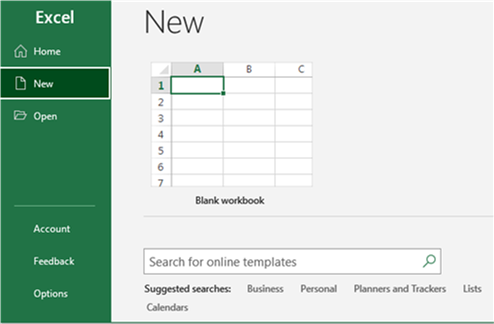 Excel
Home
New
Open
Account
Feedback
Options
New
A B C
1
2
3
4
5
6
7
Blank workbook
Search for online templates
Suggested searches: Business Personal Planners and Trackers Lists
Calendars